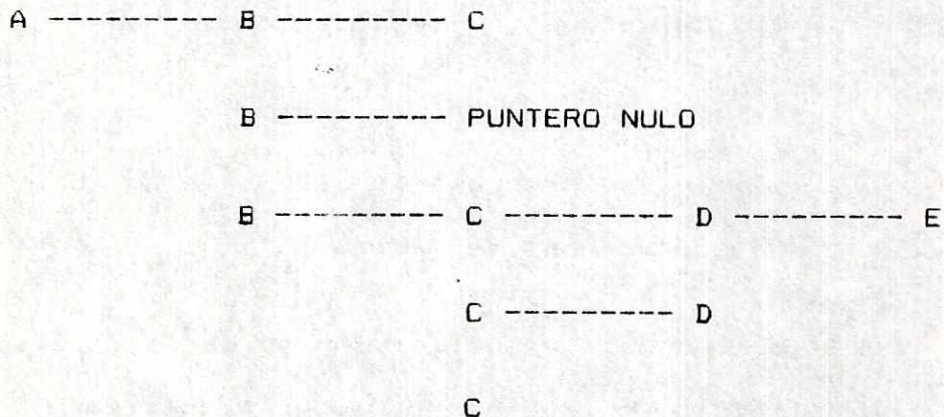 A --------- B --------- C
B --------- PUNTERO NULO
B --------- C --------- D --------- E
C --------- D
C